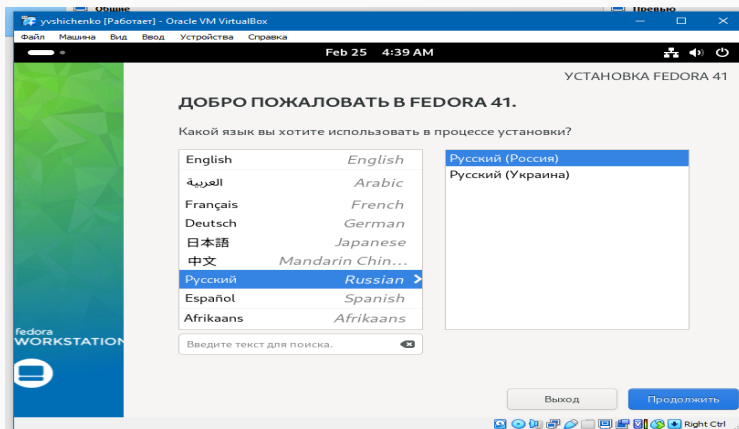 Общие
Превью
yvshichenko [Работает] - Oracle VM VirtualBox
Файл Машина Вид Ввод Устройства Справка
Feb 25 4:39 AM
УСТАНОВКА FEDORA 41
ДОБРО ПОЖАЛОВАТЬ В FEDORA 41.
Какой язык вы хотите использовать в процессе установки?
English English
العربية Arabic
Français French
Deutsch German
日本語 Japanese
中文 Mandarin Chin...
Русский Russian
Español Spanish
Afrikaans Afrikaans
Русский (Россия)
Русский (Украина)
Введите текст для поиска.
fedora
WORKSTATION
Выход
Продолжить
Right Ctrl